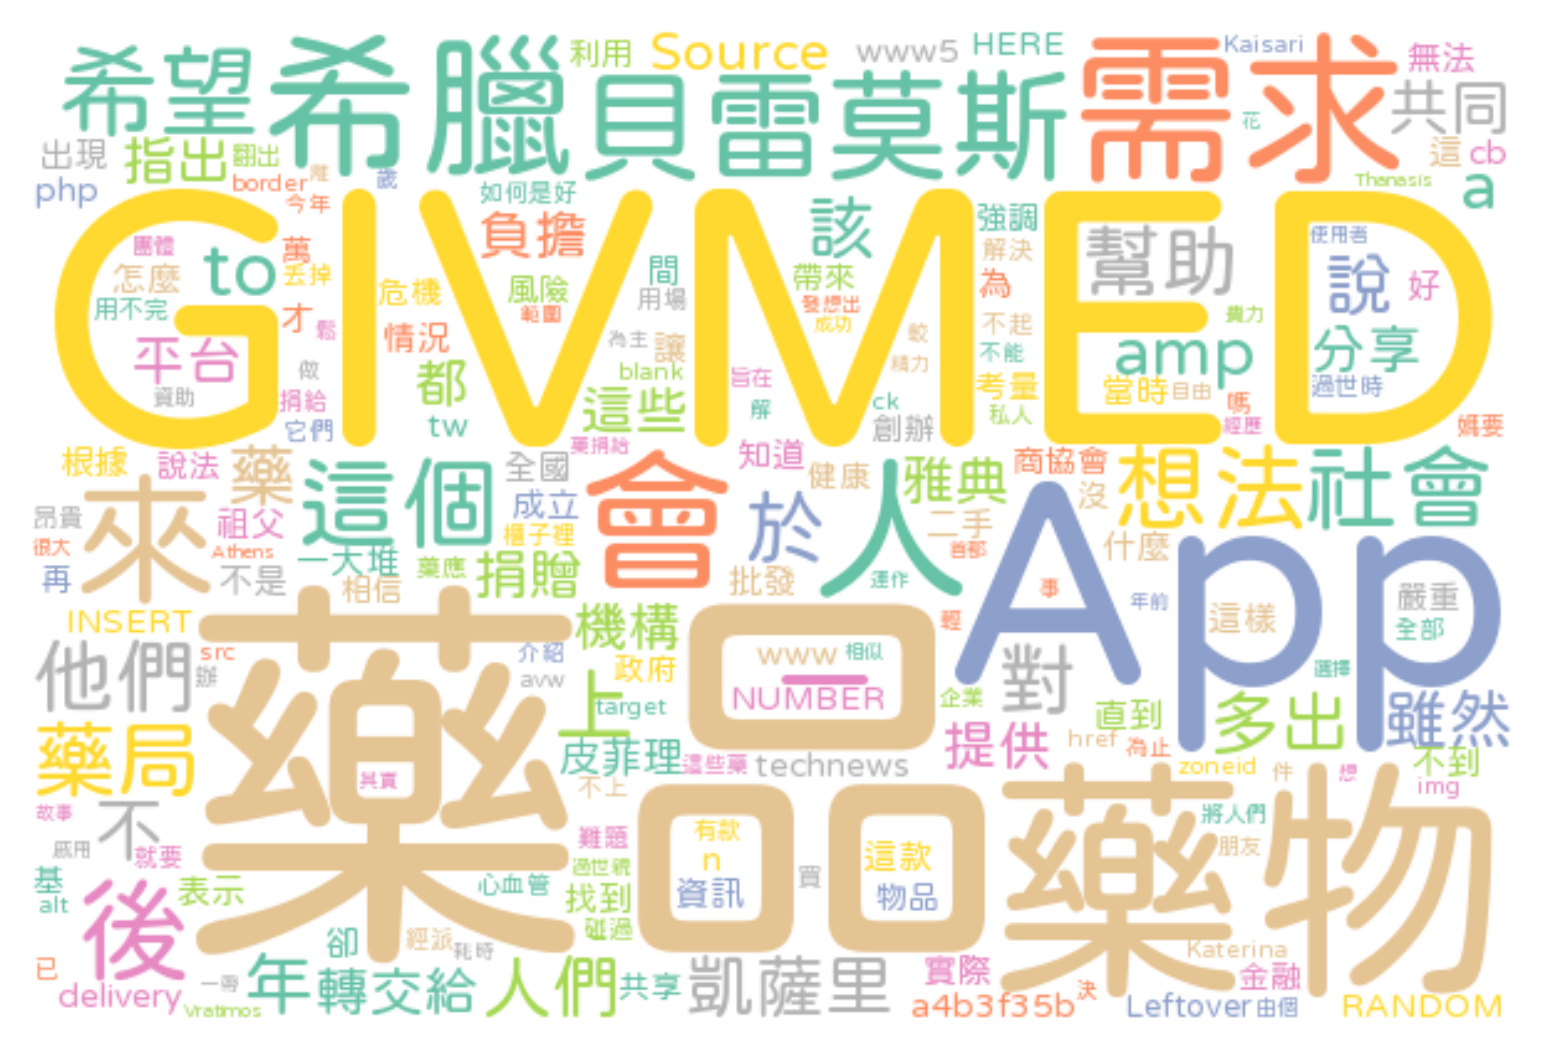 希望
希臘
貝雷莫斯
需求
利用
Source
www5
HERE
Kaisari
無法
共同
出現
指出
翻出
php
border
離
今年
歲
如何是好
花
這
cb
Thanasis
a
GIVMED
團體
萬
to
怎麼
丟掉
用不完
才
鬆
平台
做
資助
捐給
它們
負擔
危機
風險
範圍
情況
間
用場
為主
讓
blank
都
這些
tw
藥捐給
該
帶來
發想出
成功
較
精力
旨在
解
ck
創辦
強調
解決
為
不起
不能
考量
私人
幫助
amp
當時
自由
費力
嗎
經歷
使用者
說
好
分享
過世時
媽要
根據
說法
藥
這個
全國
成立
櫃子裡
會
知道
健康
於
人
雅典
二手
首都
商協會
沒
想法
社會
昂貴
很大
來
祖父
Athens
再
不是
一大堆
相信
藥應
捐贈
批發
運作
什麼
App
事
年前
這樣
嚴重
全部
INSERT
他們
src
辦
藥品
機構
介紹
avw
政府
上
target
皮菲理
這些藥
www
相似
NUMBER
technews
輕
對
企業
提供
直到
href
為止
多出
選擇
雖然
zoneid
不到
件
想
img
藥局
其實
不上
故事
不
就要
基
alt
後
表示
難題
過世親
心血管
找到
碰過
有款
n
資訊
買
這款
物品
藥物
將人們
朋友
Katerina
已
delivery
一需
Vratimos
年
卻
轉交給
經派
耗時
人們
共享
凱薩里
實際
a4b3f35b
決
Leftover
由個
金融
RANDOM